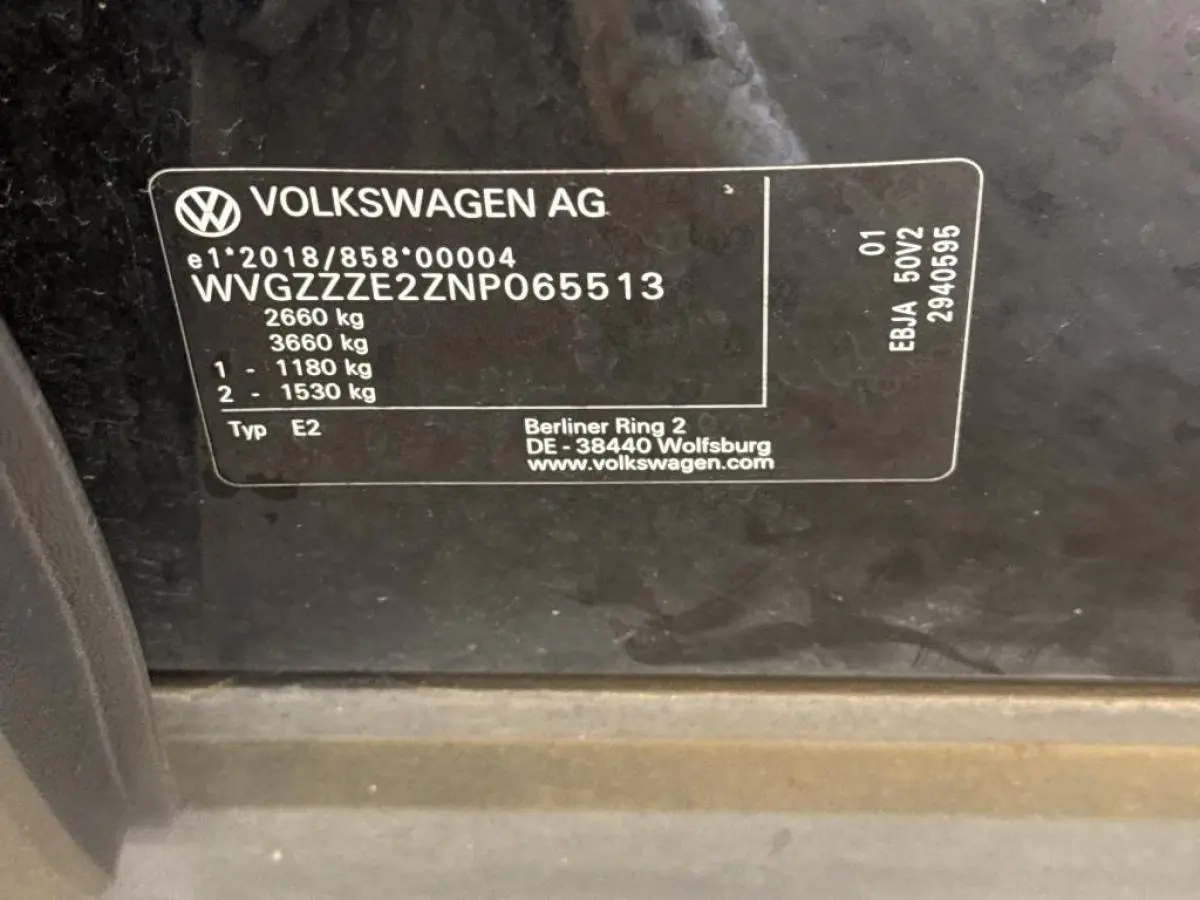 VOLKSWAGEN AG
e1*2018/858*00004
WVGZZZE2ZNP065513
2660 kg
3660 kg
1 - 1180 kg
2 - 1530 kg
Typ E2
Berliner Ring 2
DE - 38440 Wolfsburg
www.volkswagen.com
01
EBJA 50V2
2940595